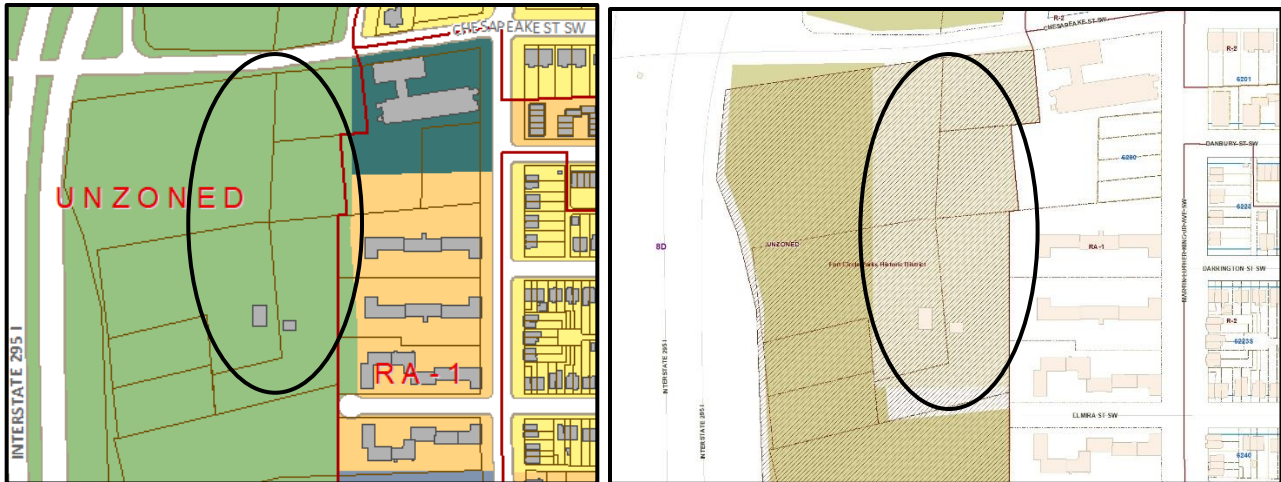 CHESAPEAKE ST SW
UNZONED
RA-1
INTERSTATE 295 I
R-2
CHESAPEAKE ST SW
R-2
6201
DANBURY ST SW
6290
6223
8D
UNZONED
Fort Circle Parks Historic District
RA-1
MARTIN LUTHER KING JR AVE SW
DARRINGTON ST SW
R-2
6223S
INTERSTATE 295 I
INTERSTATE 295 I
ELMIRA ST SW
6240